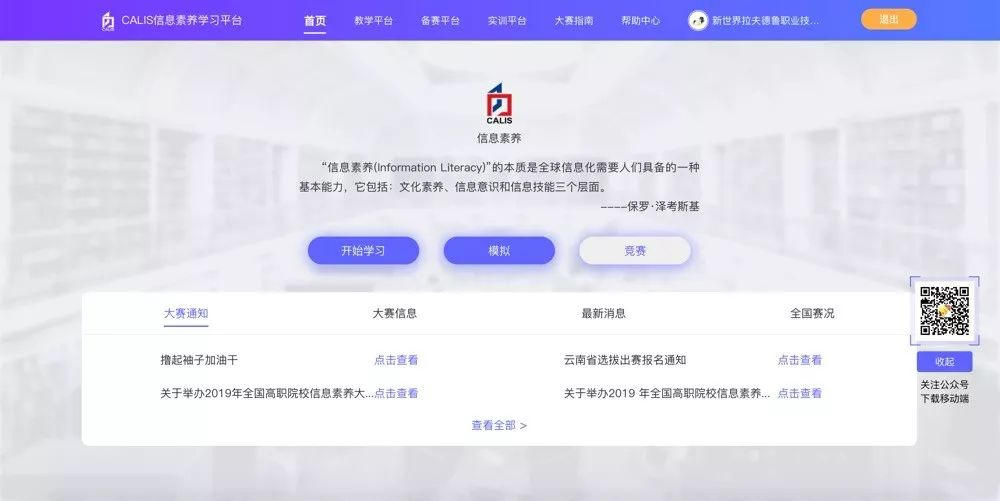 CALIS
CALIS信息素养学习平台
首页
教学平台
备赛平台
实训平台
大赛指南
帮助中心
新世界拉夫德鲁职业技...
退出
CALIS
信息素养
“信息素养(Information Literacy)”的本质是全球信息化需要人们具备的一种
基本能力，它包括：文化素养、信息意识和信息技能三个层面。
----保罗·泽考斯基
开始学习
模拟
竞赛
大赛通知
大赛信息
最新消息
全国赛况
撸起袖子加油干
点击查看
云南省选拔出赛报名通知
点击查看
关于举办2019年全国高职院校信息素养大...
点击查看
关于举办2019 年全国高职院校信息素养...
点击查看
查看全部 >
收起
关注公众号
下载移动端